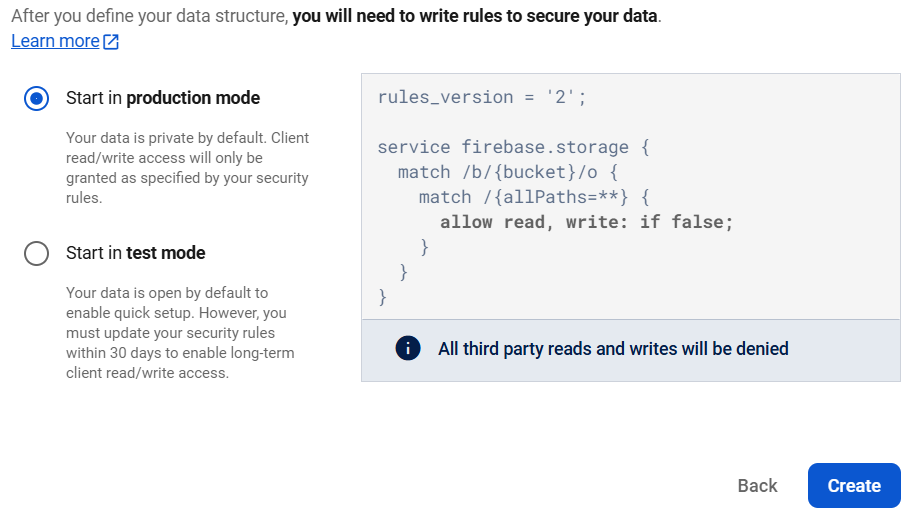 After you define your data structure, you will need to write rules to secure your data.
Learn more
Start in production mode
Your data is private by default. Client
read/write access will only be
granted as specified by your security
rules.
Start in test mode
Your data is open by default to
enable quick setup. However, you
must update your security rules
within 30 days to enable long-term
client read/write access.
rules_version = '2';
service firebase.storage {
match /b/{bucket}/o {
match /{allPaths=**} {
allow read, write: if false;
}
}
}
i
All third party reads and writes will be denied
Back
Create